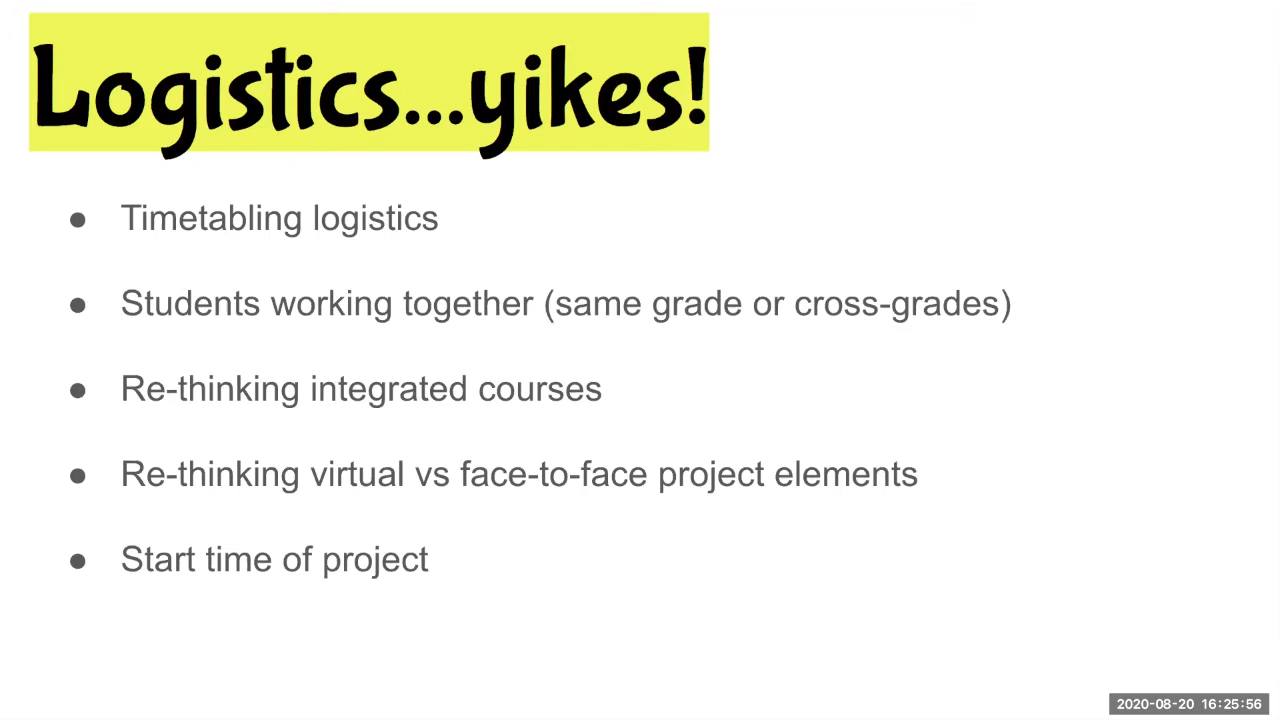 Logistics...yikes!
● Timetabling logistics
● Students working together (same grade or cross-grades)
● Re-thinking integrated courses
● Re-thinking virtual vs face-to-face project elements
● Start time of project
2020-08-20 16:25:56